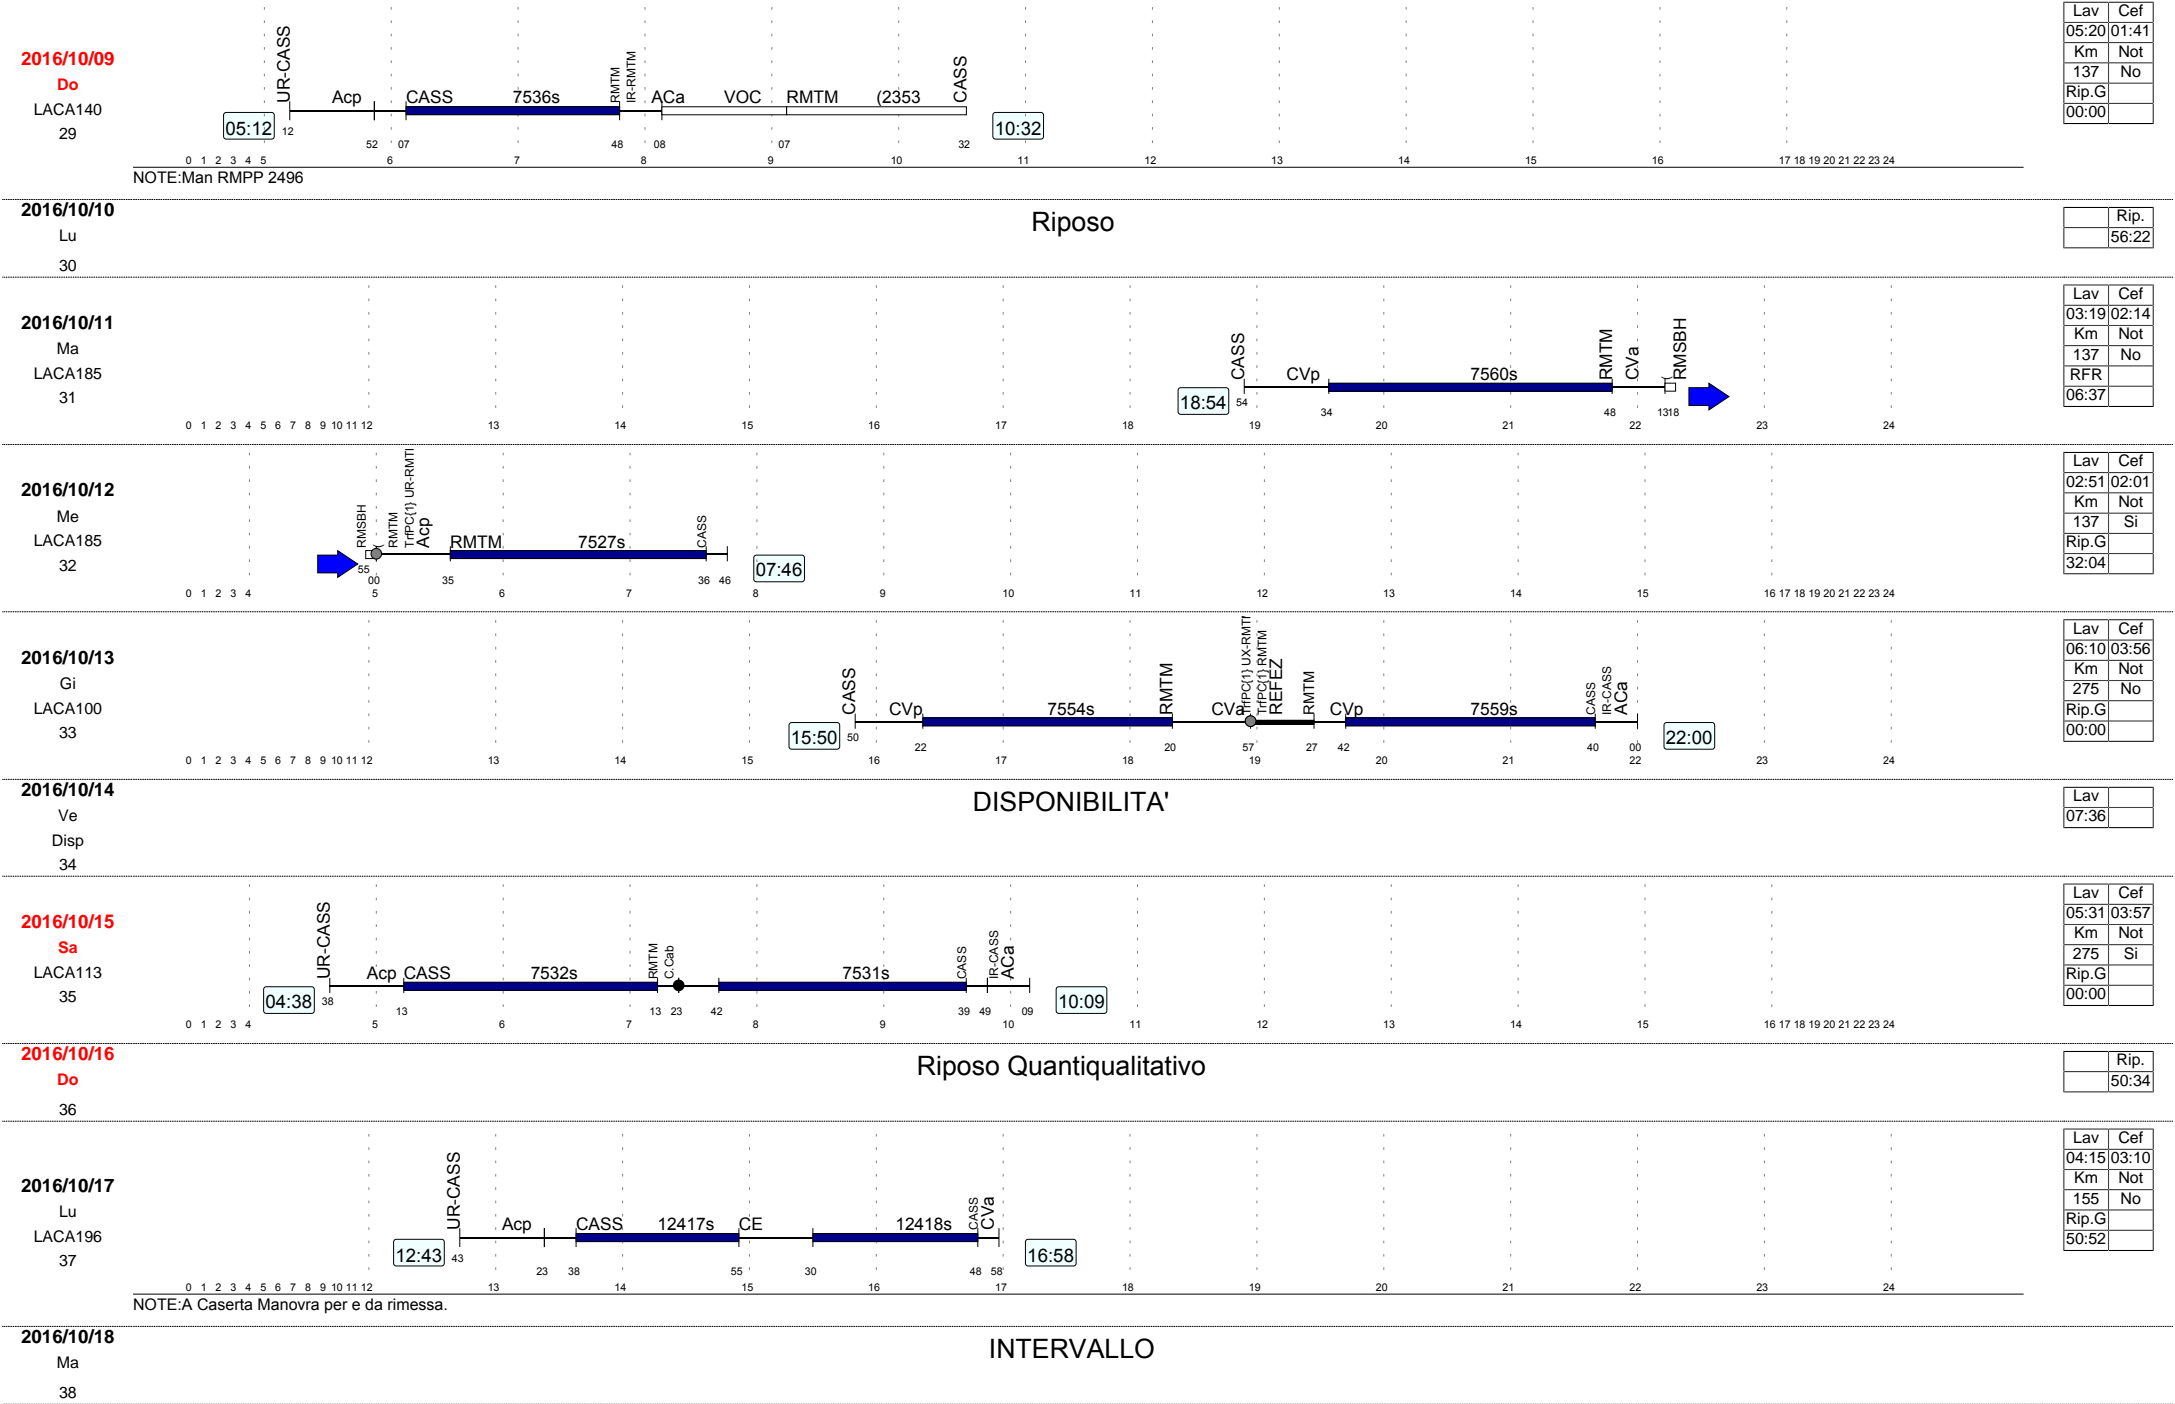 2016/10/09
Do
LACA140
29
UR-CASS
Acp
CASS
7536s
RMTM
IR-RMTM
ACa
VOC
RMTM
(2353
CASS
05:12
12
52
07
48
08
07
32
10:32
0 1 2 3 4 5 6 7 8 9 10 11 12 13 14 15 16 17 18 19 20 21 22 23 24
NOTE:Man RMPP 2496
Lav Cef
05:20 01:41
Km Not
137 No
Rip.G
00:00
2016/10/10
Lu
30
Riposo
Rip.
56:22
2016/10/11
Ma
LACA185
31
CASS
CVp
7560s
RMTM
CVa
(
RMSBH
18:54
54
34
48
1318
0 1 2 3 4 5 6 7 8 9 10 11 12 13 14 15 16 17 18 19 20 21 22 23 24
Lav Cef
03:19 02:14
Km Not
137 No
RFR
06:37
2016/10/12
Me
LACA185
32
RMSBH
(
RMTM
TrfPC{1} UR-RMTI
Acp
RMTM
7527s
CASS
55
00
35
36
46
07:46
0 1 2 3 4 5 6 7 8 9 10 11 12 13 14 15 16 17 18 19 20 21 22 23 24
Lav Cef
02:51 02:01
Km Not
137 Si
Rip.G
32:04
2016/10/13
Gi
LACA100
33
CASS
CVp
7554s
RMTM
CVa
TrfPC{1} UX-RMTI
TrfPC{1} RMTM
REFEZ
RMTM
CVp
7559s
CASS
IR-CASS
ACa
15:50
50
22
20
57
27
42
40
00
22:00
0 1 2 3 4 5 6 7 8 9 10 11 12 13 14 15 16 17 18 19 20 21 22 23 24
Lav Cef
06:10 03:56
Km Not
275 No
Rip.G
00:00
2016/10/14
Ve
Disp
34
DISPONIBILITA'
Lav
07:36
2016/10/15
Sa
LACA113
35
UR-CASS
Acp
CASS
7532s
RMTM
C.Cab
7531s
CASS
IR-CASS
ACa
04:38
38
13
13
23
42
39
49
09
10:09
0 1 2 3 4 5 6 7 8 9 10 11 12 13 14 15 16 17 18 19 20 21 22 23 24
Lav Cef
05:31 03:57
Km Not
275 Si
Rip.G
00:00
2016/10/16
Do
36
Riposo Quantiqualitativo
Rip.
50:34
2016/10/17
Lu
LACA196
37
UR-CASS
Acp
CASS
12417s
CE
12418s
CASS
CVa
12:43
43
23
38
55
30
48
58
16:58
0 1 2 3 4 5 6 7 8 9 10 11 12 13 14 15 16 17 18 19 20 21 22 23 24
NOTE:A Caserta Manovra per e da rimessa.
Lav Cef
04:15 03:10
Km Not
155 No
Rip.G
50:52
2016/10/18
Ma
38
INTERVALLO